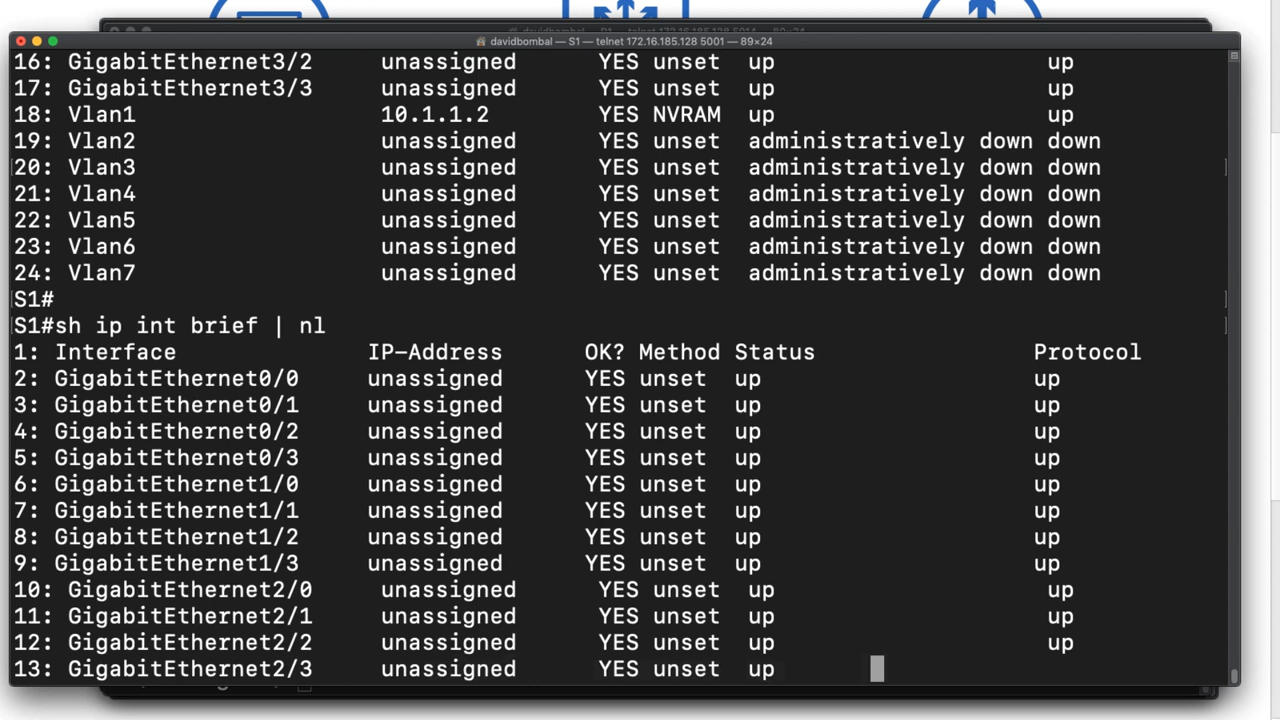 davidbombal — S1 — telnet 172.16.185.128 5001 — 89×24
16: GigabitEthernet3/2 unassigned YES unset up up
17: GigabitEthernet3/3 unassigned YES unset up up
18: Vlan1 10.1.1.2 YES NVRAM up up
19: Vlan2 unassigned YES unset administratively down down
20: Vlan3 unassigned YES unset administratively down down
21: Vlan4 unassigned YES unset administratively down down
22: Vlan5 unassigned YES unset administratively down down
23: Vlan6 unassigned YES unset administratively down down
24: Vlan7 unassigned YES unset administratively down down
S1#
S1#sh ip int brief | nl
1: Interface IP-Address OK? Method Status Protocol
2: GigabitEthernet0/0 unassigned YES unset up up
3: GigabitEthernet0/1 unassigned YES unset up up
4: GigabitEthernet0/2 unassigned YES unset up up
5: GigabitEthernet0/3 unassigned YES unset up up
6: GigabitEthernet1/0 unassigned YES unset up up
7: GigabitEthernet1/1 unassigned YES unset up up
8: GigabitEthernet1/2 unassigned YES unset up up
9: GigabitEthernet1/3 unassigned YES unset up up
10: GigabitEthernet2/0 unassigned YES unset up up
11: GigabitEthernet2/1 unassigned YES unset up up
12: GigabitEthernet2/2 unassigned YES unset up up
13: GigabitEthernet2/3 unassigned YES unset up